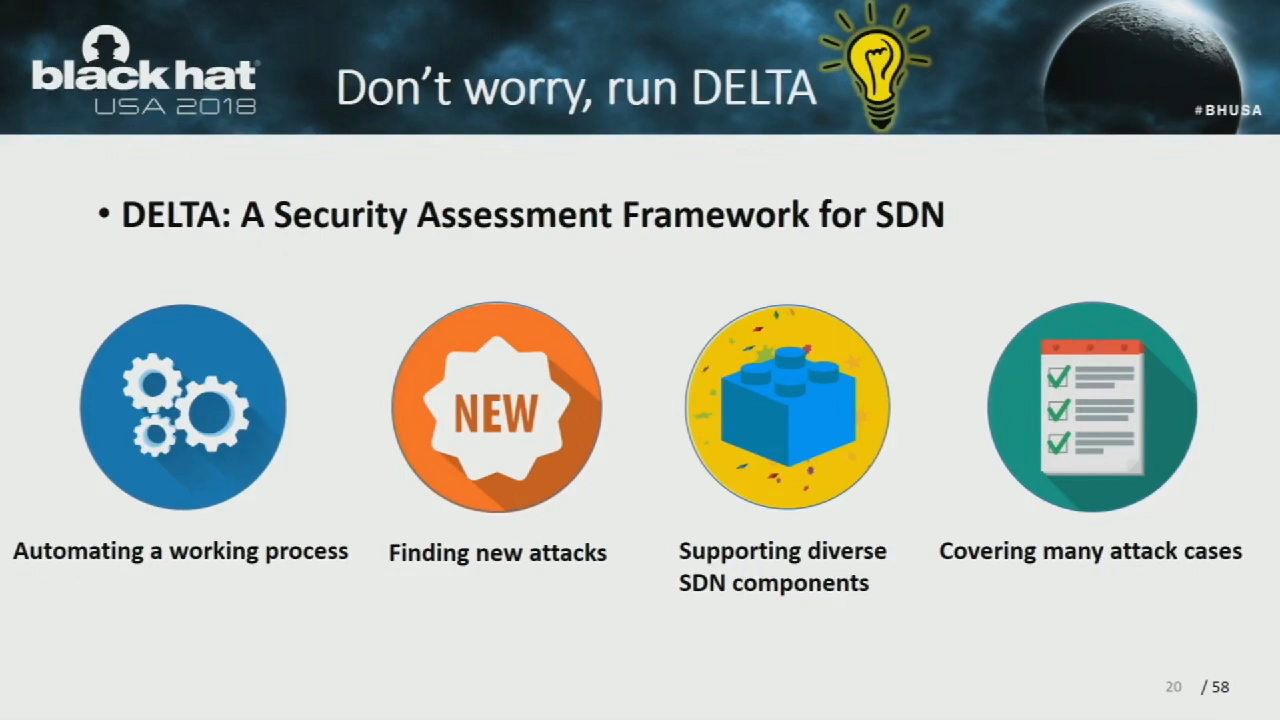 black hat
USA 2018
Don't worry, run DELTA
#BHUSA
• DELTA: A Security Assessment Framework for SDN
NEW
Automating a working process
Finding new attacks
Supporting diverse
SDN components
Covering many attack cases
20 / 58